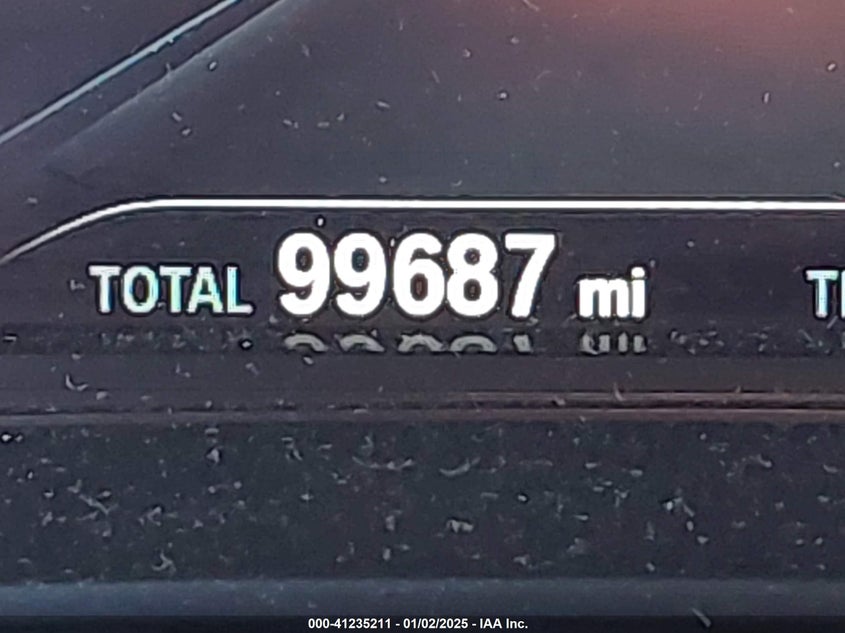 TOTAL 99687 mi
000-41235211 - 01/02/2025 - IAA Inc.